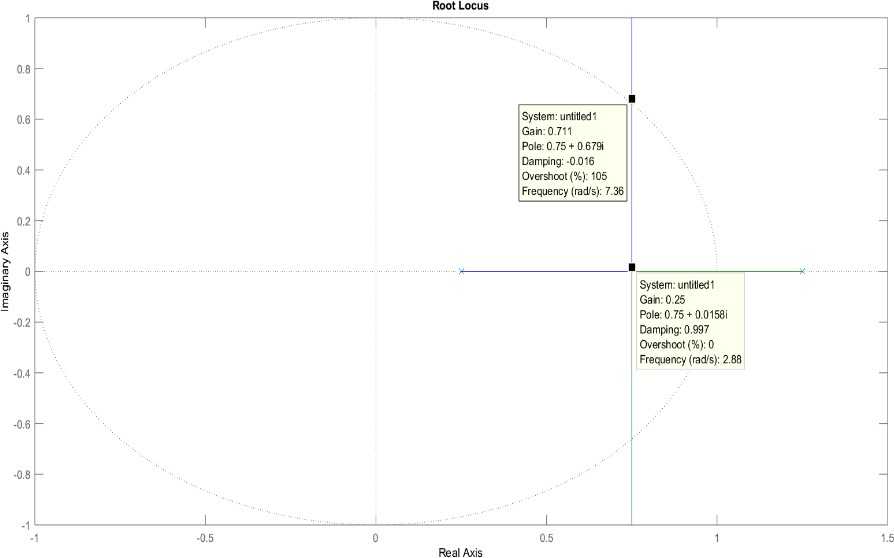 Root Locus
1
0.8
0.6
0.4
0.2
0
-0.2
-0.4
-0.6
-0.8
-1
Imaginary Axis
System: untitled1
Gain: 0.711
Pole: 0.75 + 0.679i
Damping: -0.016
Overshoot (%): 105
Frequency (rad/s): 7.36
System: untitled1
Gain: 0.25
Pole: 0.75 + 0.0158i
Damping: 0.997
Overshoot (%): 0
Frequency (rad/s): 2.88
-1 -0.5 0 0.5 1 1.5
Real Axis